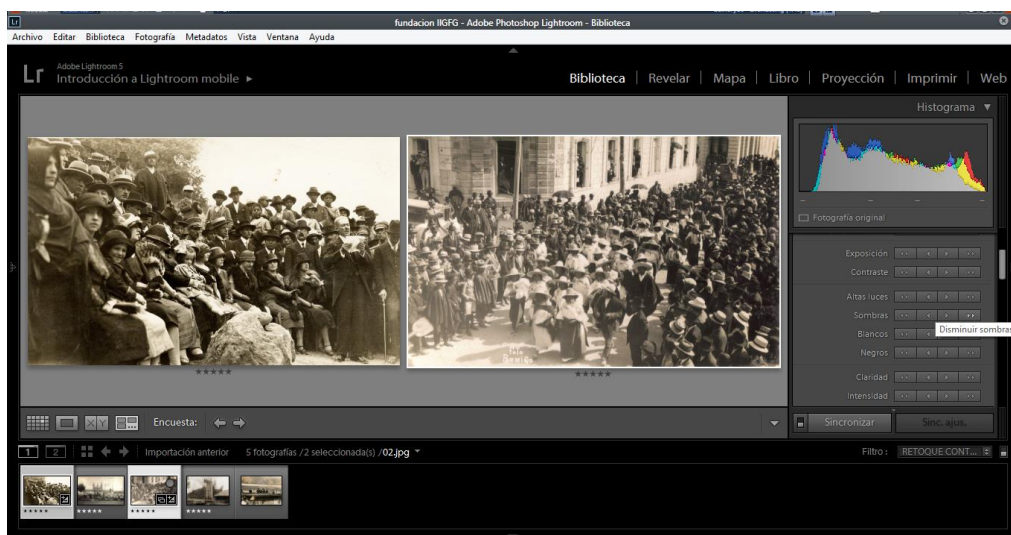 Lr
fundacion IIGFG - Adobe Photoshop Lightroom - Biblioteca
Archivo Editar Biblioteca Fotografía Metadatos Vista Ventana Ayuda
Lr
Adobe Lightroom 5
Introducción a Lightroom mobile
Biblioteca | Revelar | Mapa | Libro | Proyección | Imprimir | Web
Histograma
Fotografía original
Exposición
Contraste
Altas luces
Sombras
Disminuir sombras
Blancos
Negros
Claridad
Intensidad
XY
Encuesta:
Sincronizar
Sinc. ajus.
1 2
Importación anterior
5 fotografías /2 seleccionada(s) /02.jpg
Filtro :
RETOQUE CONT...